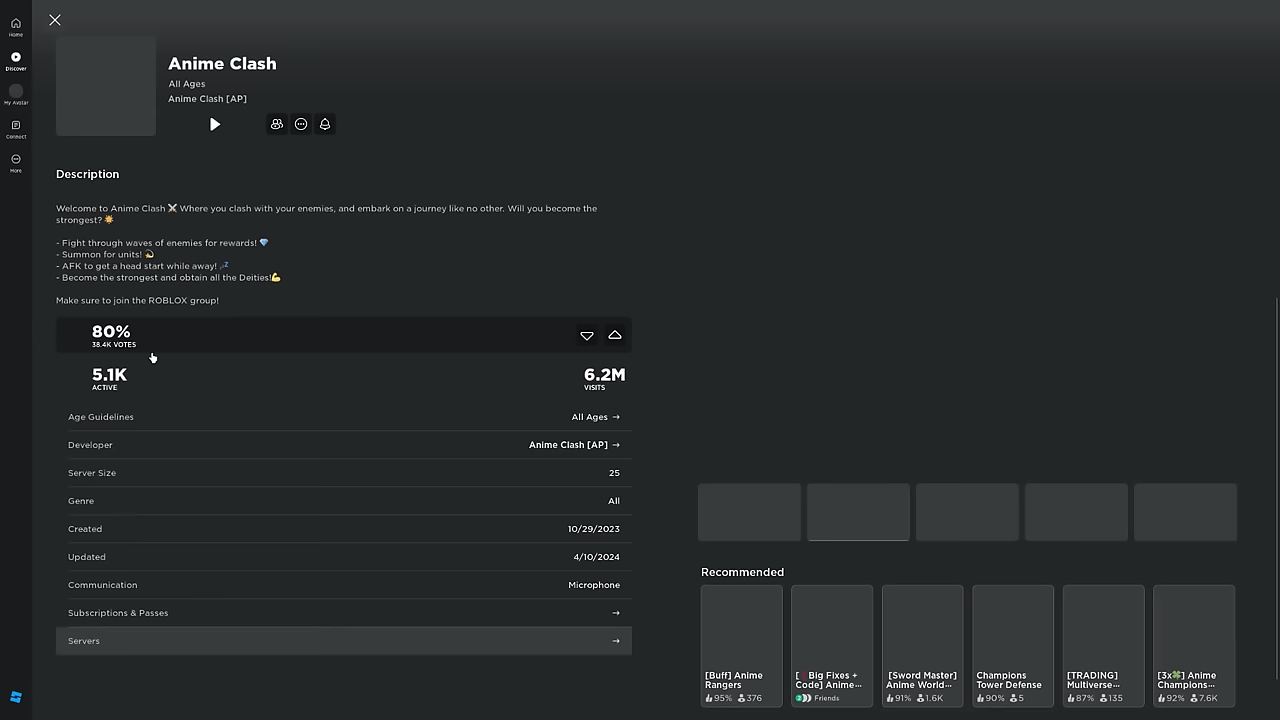 Home
Discover
My Avatar
Connect
More
Anime Clash
All Ages
Anime Clash [AP]
Description
Welcome to Anime Clash ⚔️ Where you clash with your enemies, and embark on a journey like no other. Will you become the
strongest? ☀️
- Fight through waves of enemies for rewards! 💎
- Summon for units! 💫
- AFK to get a head start while away! 💤
- Become the strongest and obtain all the Deities!💪
Make sure to join the ROBLOX group!
80%
38.4K VOTES
5.1K
ACTIVE
6.2M
VISITS
Age Guidelines All Ages →
Developer Anime Clash [AP] →
Server Size 25
Genre All
Created 10/29/2023
Updated 4/10/2024
Communication Microphone
Subscriptions & Passes →
Servers →
Recommended
[Buff] Anime
Rangers
95% 376
[❗Big Fixes +
Code] Anime...
Friends
[Sword Master]
Anime World...
91% 1.6K
Champions
Tower Defense
90% 5
[TRADING]
Multiverse...
87% 135
[3x🍀] Anime
Champions...
92% 7.6K